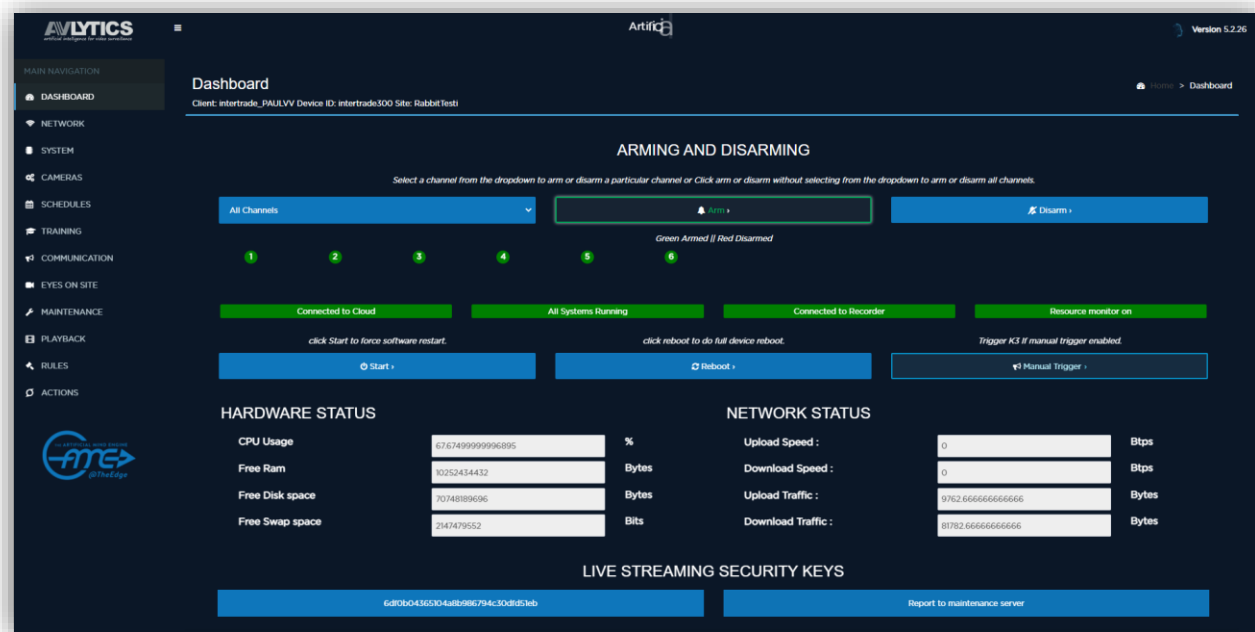 AVLYTICS
artificial intelligence for video surveillance
Artificia
Version 5.2.26
MAIN NAVIGATION
DASHBOARD
NETWORK
SYSTEM
CAMERAS
SCHEDULES
TRAINING
COMMUNICATION
EYES ON SITE
MAINTENANCE
PLAYBACK
RULES
ACTIONS
AME
@TheEdge
Dashboard
Home > Dashboard
Client: intertrade_PAULVV Device ID: intertrade300 Site: RabbitTesti
ARMING AND DISARMING
Select a channel from the dropdown to arm or disarm a particular channel or Click arm or disarm without selecting from the dropdown to arm or disarm all channels.
All Channels
Arm ›
Disarm ›
Green Armed || Red Disarmed
1 2 3 4 5 6
Connected to Cloud
All Systems Running
Connected to Recorder
Resource monitor on
click Start to force software restart.
click reboot to do full device reboot.
Trigger K3 If manual trigger enabled.
Start ›
Reboot ›
Manual Trigger ›
HARDWARE STATUS
CPU Usage 67.67499999996895 %
Free Ram 10252434432 Bytes
Free Disk space 70748189696 Bytes
Free Swap space 2147479552 Bits
NETWORK STATUS
Upload Speed : 0 Btps
Download Speed : 0 Btps
Upload Traffic : 9762.666666666666 Bytes
Download Traffic : 81782.66666666666 Bytes
LIVE STREAMING SECURITY KEYS
6df0b04365104a8b986794c30dfd51eb
Report to maintenance server